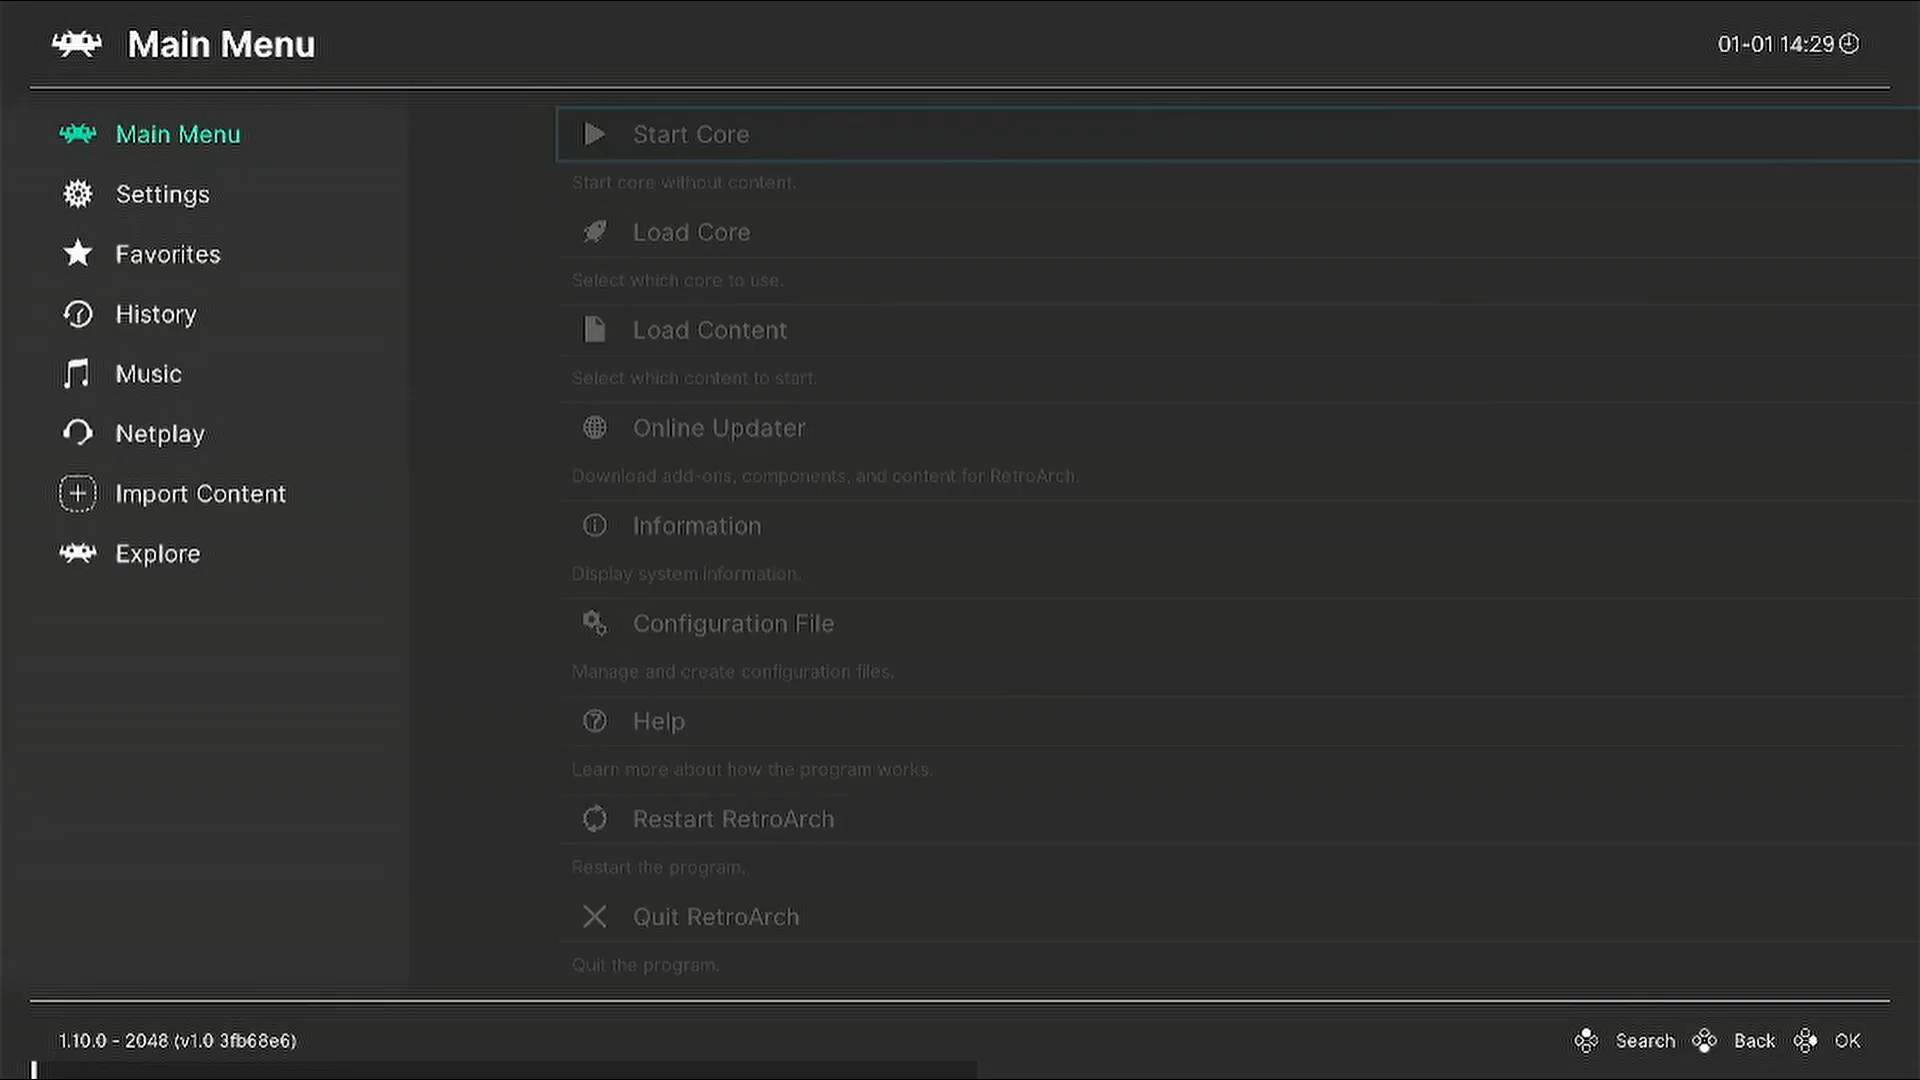 Main Menu
01-01 14:29
Main Menu
Settings
Favorites
History
Music
Netplay
Import Content
Explore
Start Core
Start core without content.
Load Core
Select which core to use.
Load Content
Select which content to start.
Online Updater
Download add-ons, components, and content for RetroArch.
Information
Display system information.
Configuration File
Manage and create configuration files.
Help
Learn more about how the program works.
Restart RetroArch
Restart the program.
Quit RetroArch
Quit the program.
1.10.0 - 2048 (v1.0 3fb68e6)
Search Back OK